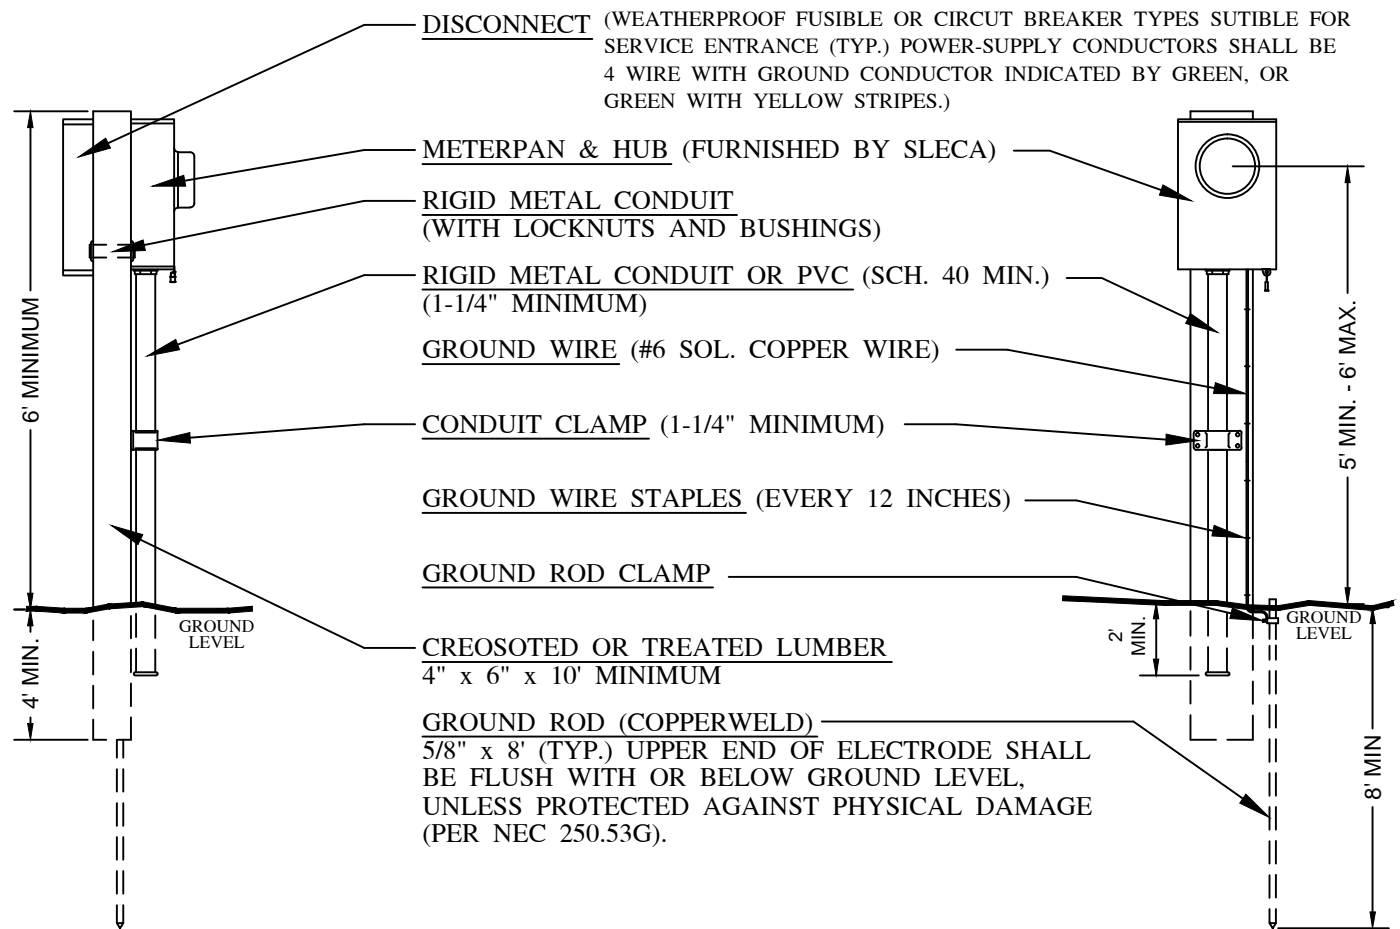 DISCONNECT (WEATHERPROOF FUSIBLE OR CIRCUT BREAKER TYPES SUTIBLE FOR
SERVICE ENTRANCE (TYP.) POWER-SUPPLY CONDUCTORS SHALL BE
4 WIRE WITH GROUND CONDUCTOR INDICATED BY GREEN, OR
GREEN WITH YELLOW STRIPES.)
METERPAN & HUB (FURNISHED BY SLECA)
RIGID METAL CONDUIT
(WITH LOCKNUTS AND BUSHINGS)
RIGID METAL CONDUIT OR PVC (SCH. 40 MIN.)
(1-1/4" MINIMUM)
GROUND WIRE (#6 SOL. COPPER WIRE)
CONDUIT CLAMP (1-1/4" MINIMUM)
GROUND WIRE STAPLES (EVERY 12 INCHES)
GROUND ROD CLAMP
CREOSOTED OR TREATED LUMBER
4" x 6" x 10' MINIMUM
GROUND ROD (COPPERWELD)
5/8" x 8' (TYP.) UPPER END OF ELECTRODE SHALL
BE FLUSH WITH OR BELOW GROUND LEVEL,
UNLESS PROTECTED AGAINST PHYSICAL DAMAGE
(PER NEC 250.53G).
6' MINIMUM
4' MIN.
GROUND
LEVEL
5' MIN. - 6' MAX.
2'
MIN.
GROUND
LEVEL
8' MIN